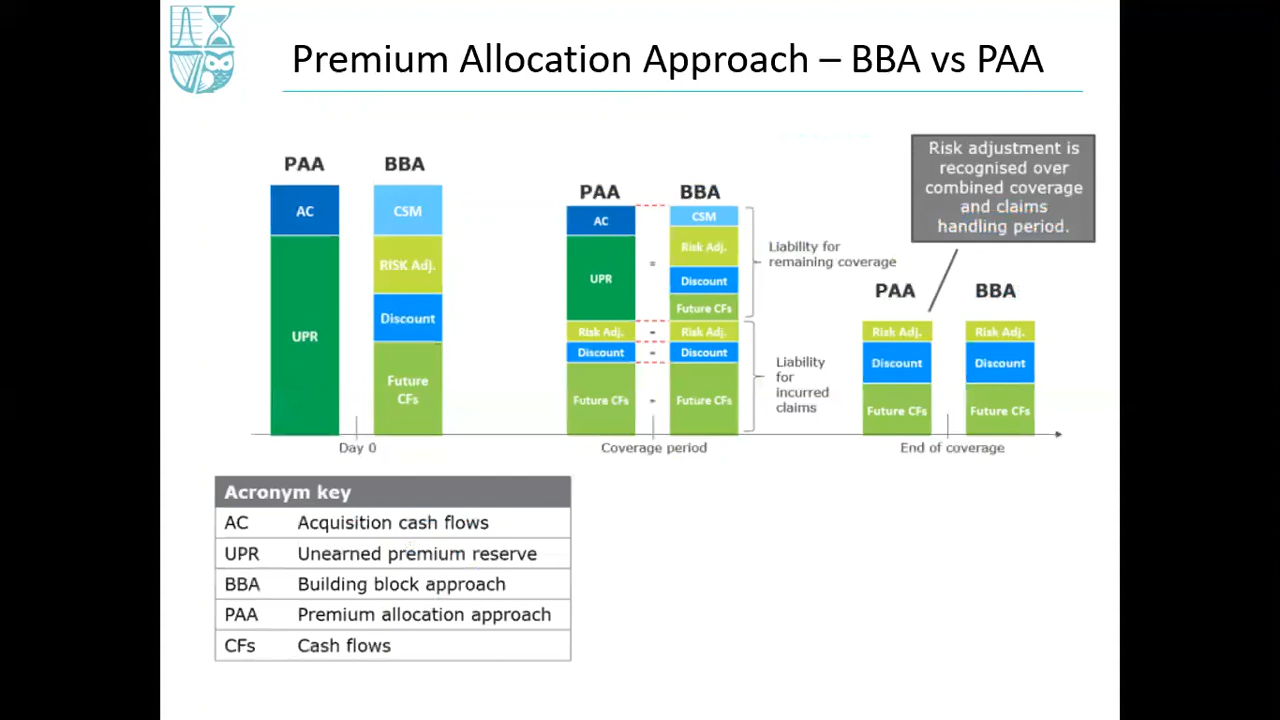 Premium Allocation Approach – BBA vs PAA
PAA
BBA
AC
UPR
CSM
RISK Adj.
Discount
Future
CFs
Day 0
PAA
BBA
AC
UPR
Risk Adj.
Discount
Future CFs
=
-
-
-
CSM
Risk Adj.
Discount
Future CFs
Risk Adj.
Discount
Future CFs
Liability for
remaining coverage
Liability
for
incurred
claims
Coverage period
Risk adjustment is
recognised over
combined coverage
and claims
handling period.
PAA
BBA
Risk Adj.
Discount
Future CFs
Risk Adj.
Discount
Future CFs
End of coverage
Acronym key
AC Acquisition cash flows
UPR Unearned premium reserve
BBA Building block approach
PAA Premium allocation approach
CFs Cash flows